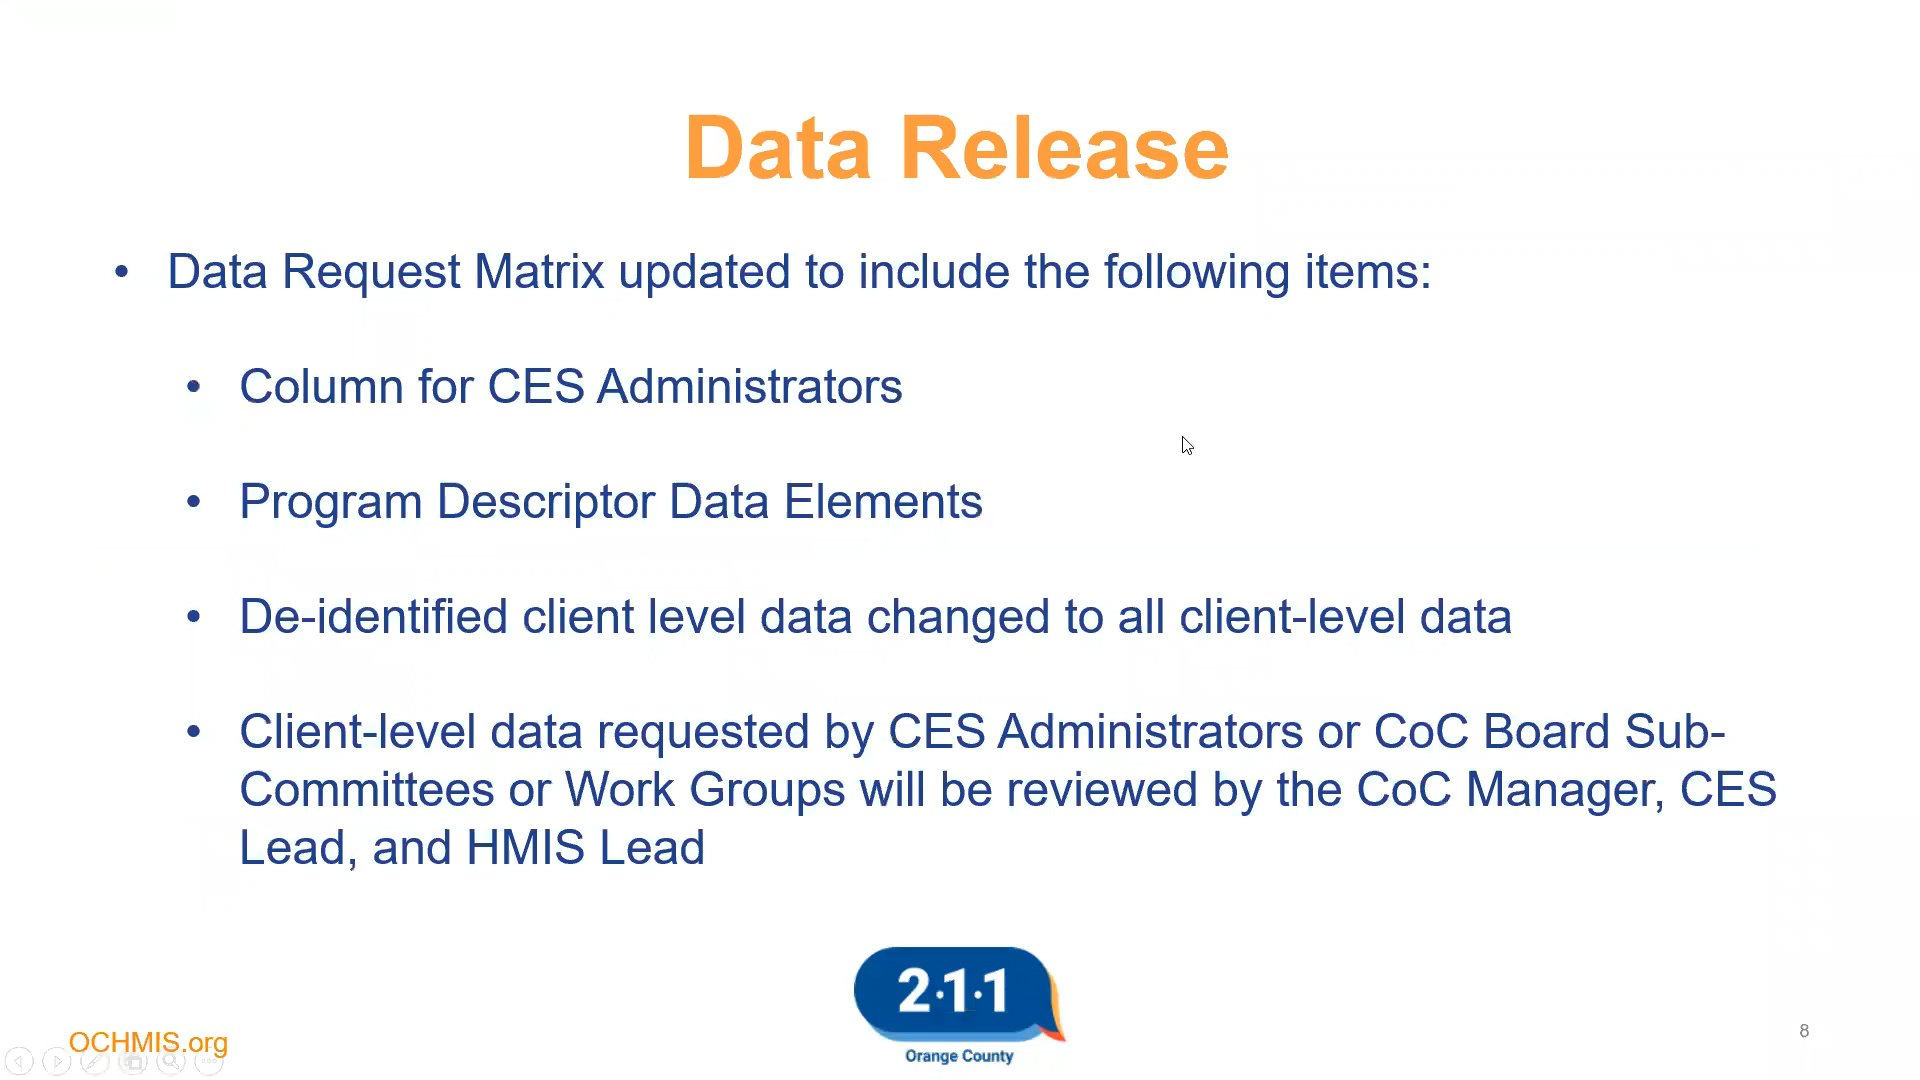 Data Release
• Data Request Matrix updated to include the following items:
• Column for CES Administrators
• Program Descriptor Data Elements
• De-identified client level data changed to all client-level data
• Client-level data requested by CES Administrators or CoC Board Sub-
Committees or Work Groups will be reviewed by the CoC Manager, CES
Lead, and HMIS Lead
2·1·1
Orange County
OCHMIS.org
8